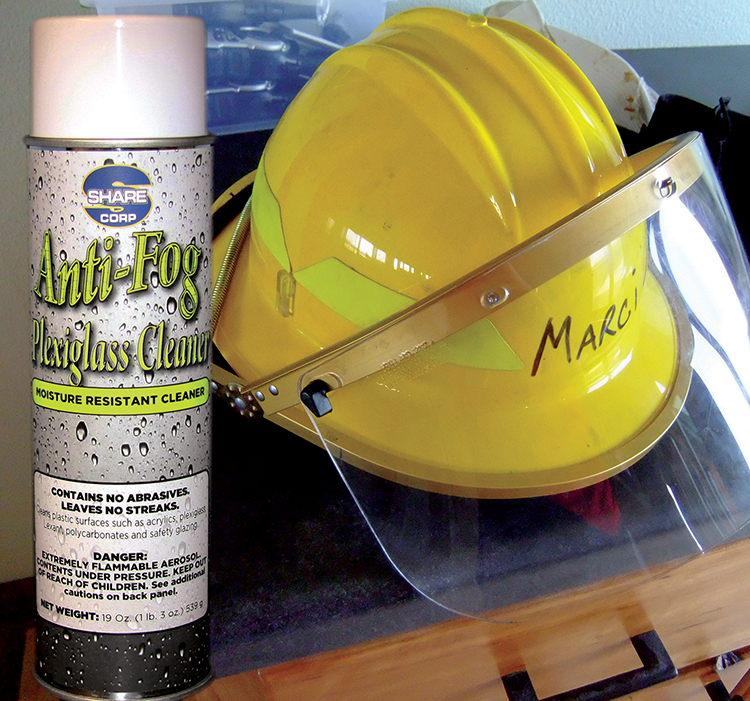 SHARE
CORP
Anti-Fog
Plexiglass Cleaner
MOISTURE RESISTANT CLEANER
CONTAINS NO ABRASIVES.
LEAVES NO STREAKS.
Cleans plastic surfaces such as acrylics, plexiglass,
Lexan, polycarbonates and safety glazing.
DANGER:
EXTREMELY FLAMMABLE AEROSOL.
CONTENTS UNDER PRESSURE. KEEP OUT
OF REACH OF CHILDREN. See additional
cautions on back panel.
NET WEIGHT: 19 Oz. (1 lb. 3 oz.) 539 g
MARCI